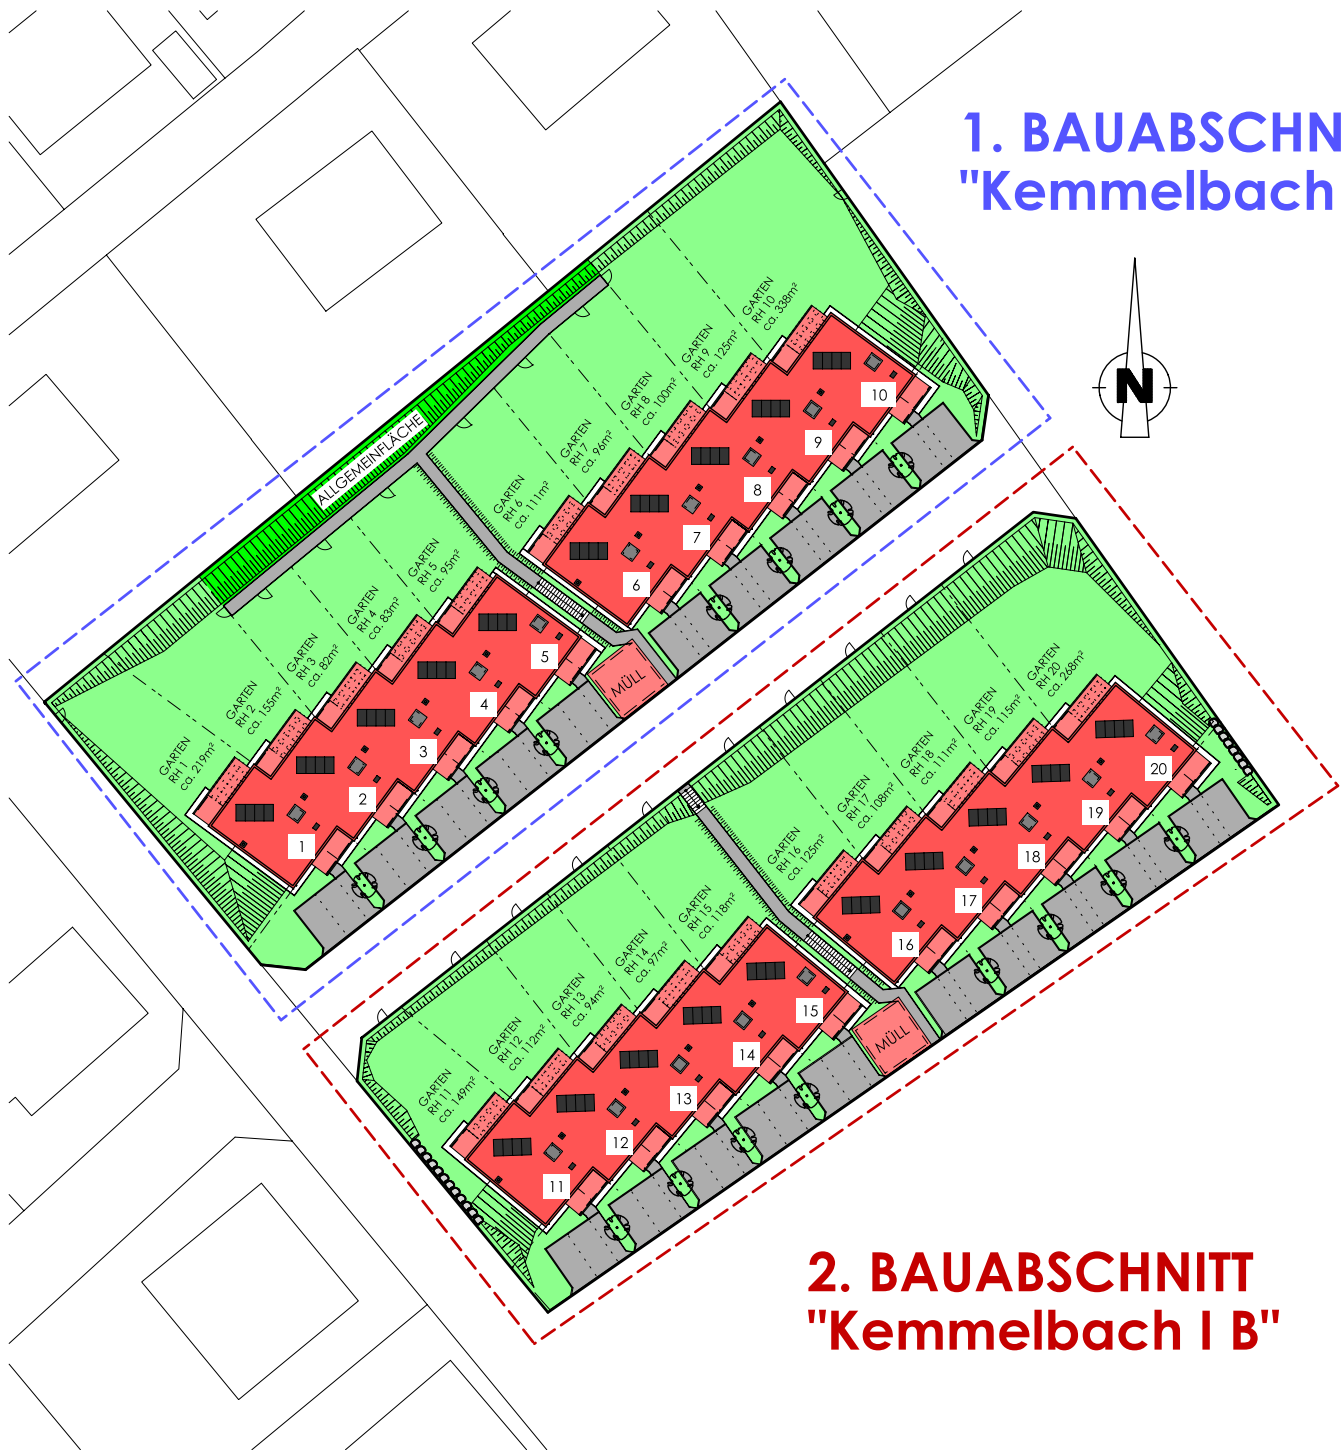 1. BAUABSCHN
"Kemmelbach
N
ALLGEMEINFLÄCHE
GARTEN
RH 1
ca. 219m²
GARTEN
RH 2
ca. 155m²
GARTEN
RH 3
ca. 82m²
GARTEN
RH 4
ca. 83m²
GARTEN
RH 5
ca. 95m²
GARTEN
RH 6
ca. 111m²
GARTEN
RH 7
ca. 96m²
GARTEN
RH 8
ca. 100m²
GARTEN
RH 9
ca. 125m²
GARTEN
RH 10
ca. 338m²
1
2
3
4
5
MÜLL
6
7
8
9
10
GARTEN
RH 11
ca. 149m²
GARTEN
RH 12
ca. 112m²
GARTEN
RH 13
ca. 94m²
GARTEN
RH 14
ca. 97m²
GARTEN
RH 15
ca. 118m²
GARTEN
RH 16
ca. 125m²
GARTEN
RH 17
ca. 108m²
GARTEN
RH 18
ca. 111m²
GARTEN
RH 19
ca. 115m²
GARTEN
RH 20
ca. 268m²
11
12
13
14
15
MÜLL
16
17
18
19
20
2. BAUABSCHNITT
"Kemmelbach I B"